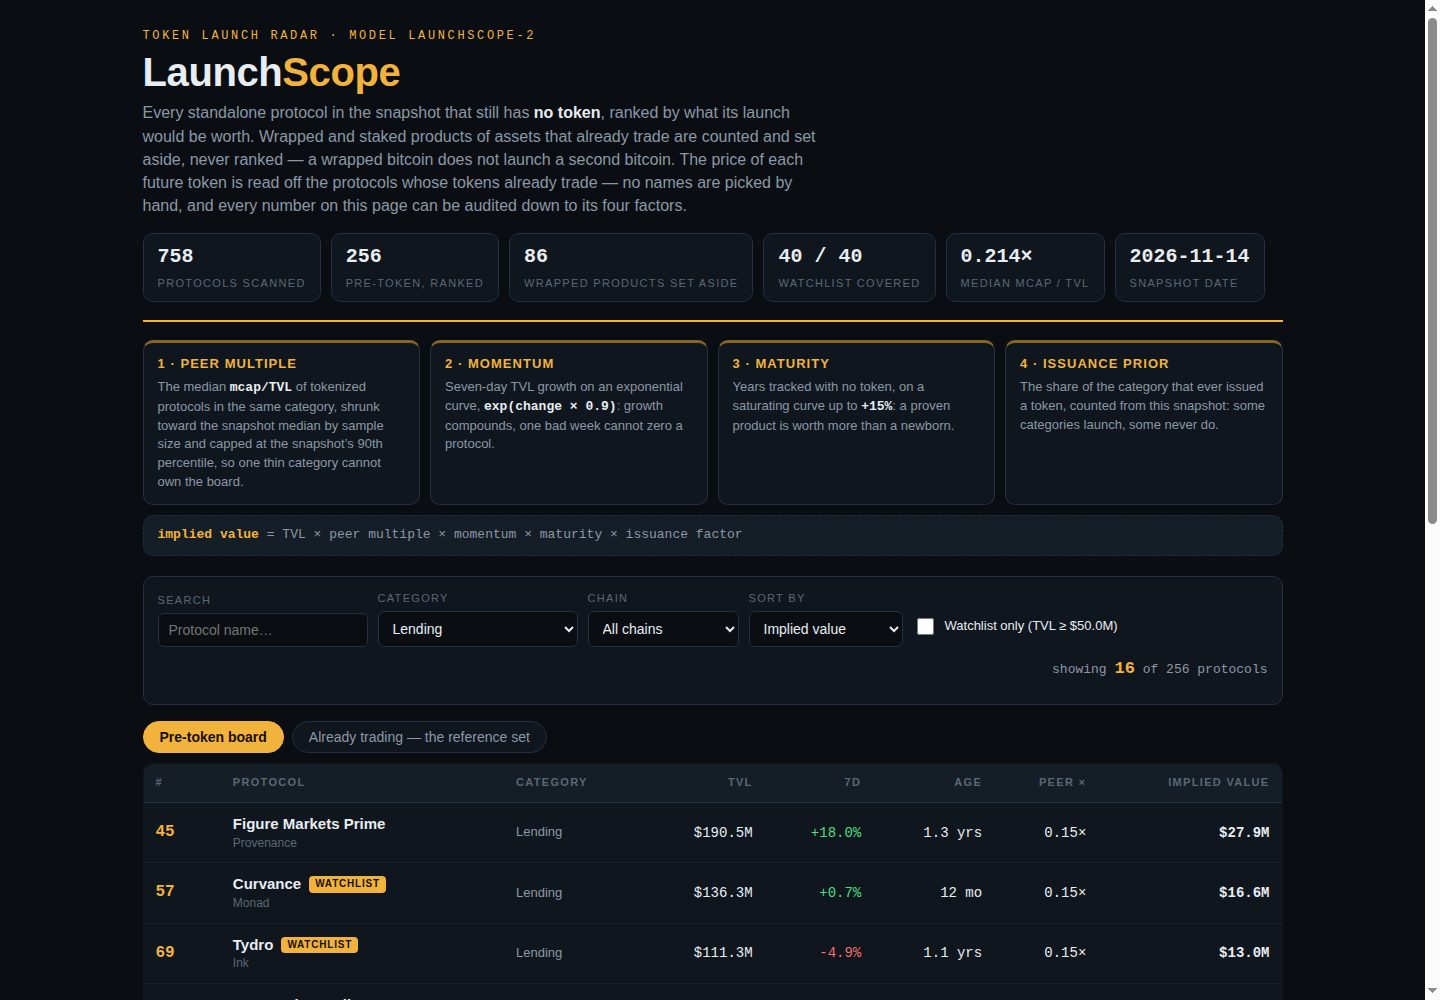 TOKEN LAUNCH RADAR · MODEL LAUNCHSCOPE-2
LaunchScope
Every standalone protocol in the snapshot that still has no token, ranked by what its launch
would be worth. Wrapped and staked products of assets that already trade are counted and set
aside, never ranked — a wrapped bitcoin does not launch a second bitcoin. The price of each
future token is read off the protocols whose tokens already trade — no names are picked by
hand, and every number on this page can be audited down to its four factors.
758
PROTOCOLS SCANNED
256
PRE-TOKEN, RANKED
86
WRAPPED PRODUCTS SET ASIDE
40 / 40
WATCHLIST COVERED
0.214×
MEDIAN MCAP / TVL
2026-11-14
SNAPSHOT DATE
1 · PEER MULTIPLE
The median mcap/TVL of tokenized
protocols in the same category, shrunk
toward the snapshot median by sample
size and capped at the snapshot’s 90th
percentile, so one thin category cannot
own the board.
2 · MOMENTUM
Seven-day TVL growth on an exponential
curve, exp(change × 0.9): growth
compounds, one bad week cannot zero a
protocol.
3 · MATURITY
Years tracked with no token, on a
saturating curve up to +15%: a proven
product is worth more than a newborn.
4 · ISSUANCE PRIOR
The share of the category that ever issued
a token, counted from this snapshot: some
categories launch, some never do.
implied value = TVL × peer multiple × momentum × maturity × issuance factor
SEARCH
Protocol name…
CATEGORY
Lending
CHAIN
All chains
SORT BY
Implied value
Watchlist only (TVL ≥ $50.0M)
showing 16 of 256 protocols
Pre-token board
Already trading — the reference set
# PROTOCOL CATEGORY TVL 7D AGE PEER × IMPLIED VALUE
45 Figure Markets Prime Lending $190.5M +18.0% 1.3 yrs 0.15× $27.9M
Provenance
57 Curvance WATCHLIST Lending $136.3M +0.7% 12 mo 0.15× $16.6M
Monad
69 Tydro WATCHLIST Lending $111.3M -4.9% 1.1 yrs 0.15× $13.0M
Ink